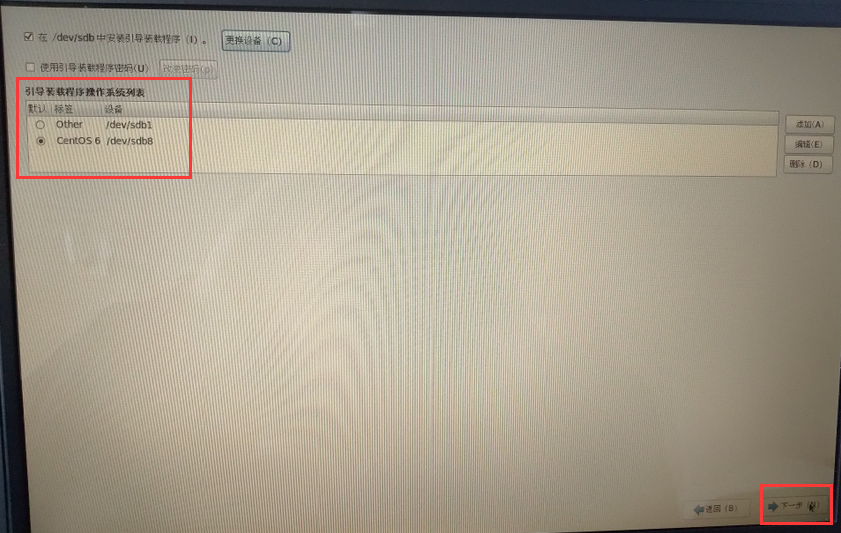 在 /dev/sdb 中安装引导装载程序（I）。 更换设备（C）
使用引导装载程序密码(U) 改变密码(p)
引导装载程序操作系统列表
默认 标签 设备
Other /dev/sdb1
CentOS 6 /dev/sdb8
添加(A)
编辑(E)
删除（D）
返回（B） 下一步（N）